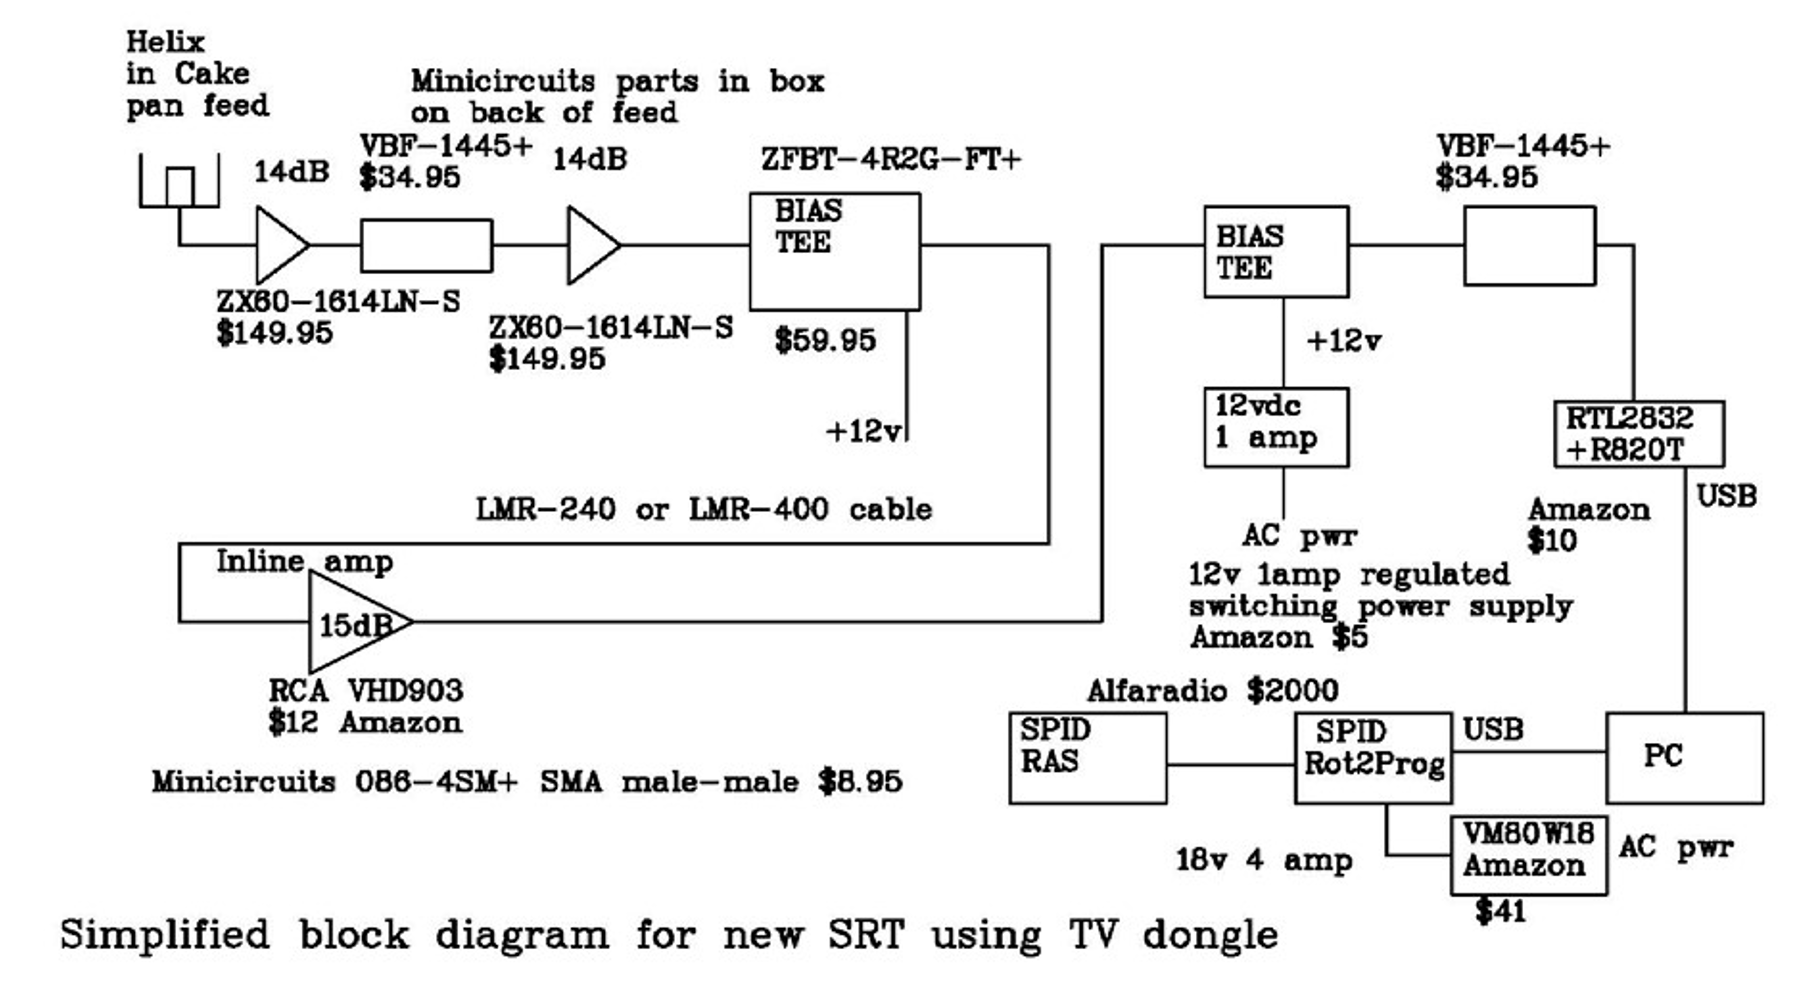 Helix
in Cake
pan feed
Minicircuits parts in box
on back of feed
14dB
VBF-1445+
$34.95
14dB
ZFBT-4R2G-FT+
BIAS
TEE
ZX60-1614LN-S
$149.95
ZX60-1614LN-S
$149.95
$59.95
+12v
VBF-1445+
$34.95
BIAS
TEE
+12v
12vdc
1 amp
AC pwr
12v 1amp regulated
switching power supply
Amazon $5
RTL2832
+R820T
Amazon
$10
USB
LMR-240 or LMR-400 cable
Inline amp
15dB
RCA VHD903
$12 Amazon
Minicircuits 086-4SM+ SMA male-male $8.95
Alfaradio $2000
SPID
RAS
SPID
Rot2Prog
USB
PC
18v 4 amp
VM80W18
Amazon
$41
AC pwr
Simplified block diagram for new SRT using TV dongle